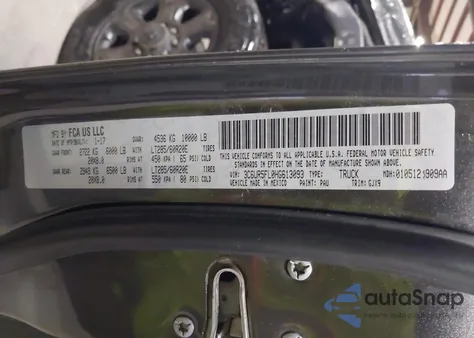 MFD BY FCA US LLC
DATE OF MFR 1-17 GVWR: 4536 KG 10000 LB
GAWR FRONT: 2722 KG 6000 LB WITH LT285/60R20E TIRES
20X8.0 RIMS AT 450 KPA 65 PSI COLD
GAWR REAR: 2948 KG 6500 LB WITH LT285/60R20E TIRES
20X8.0 RIMS AT 550 KPA 80 PSI COLD
THIS VEHICLE CONFORMS TO ALL APPLICABLE U.S.A. FEDERAL MOTOR VEHICLE SAFETY
STANDARDS IN EFFECT ON THE DATE OF MANUFACTURE SHOWN ABOVE
VIN: 3C6UR5FL0HG613093 TYPE: TRUCK MDH: 010512 1909AA
VEHICLE MADE IN MEXICO PAINT: PAU TRIM: GJX9
autoSnap